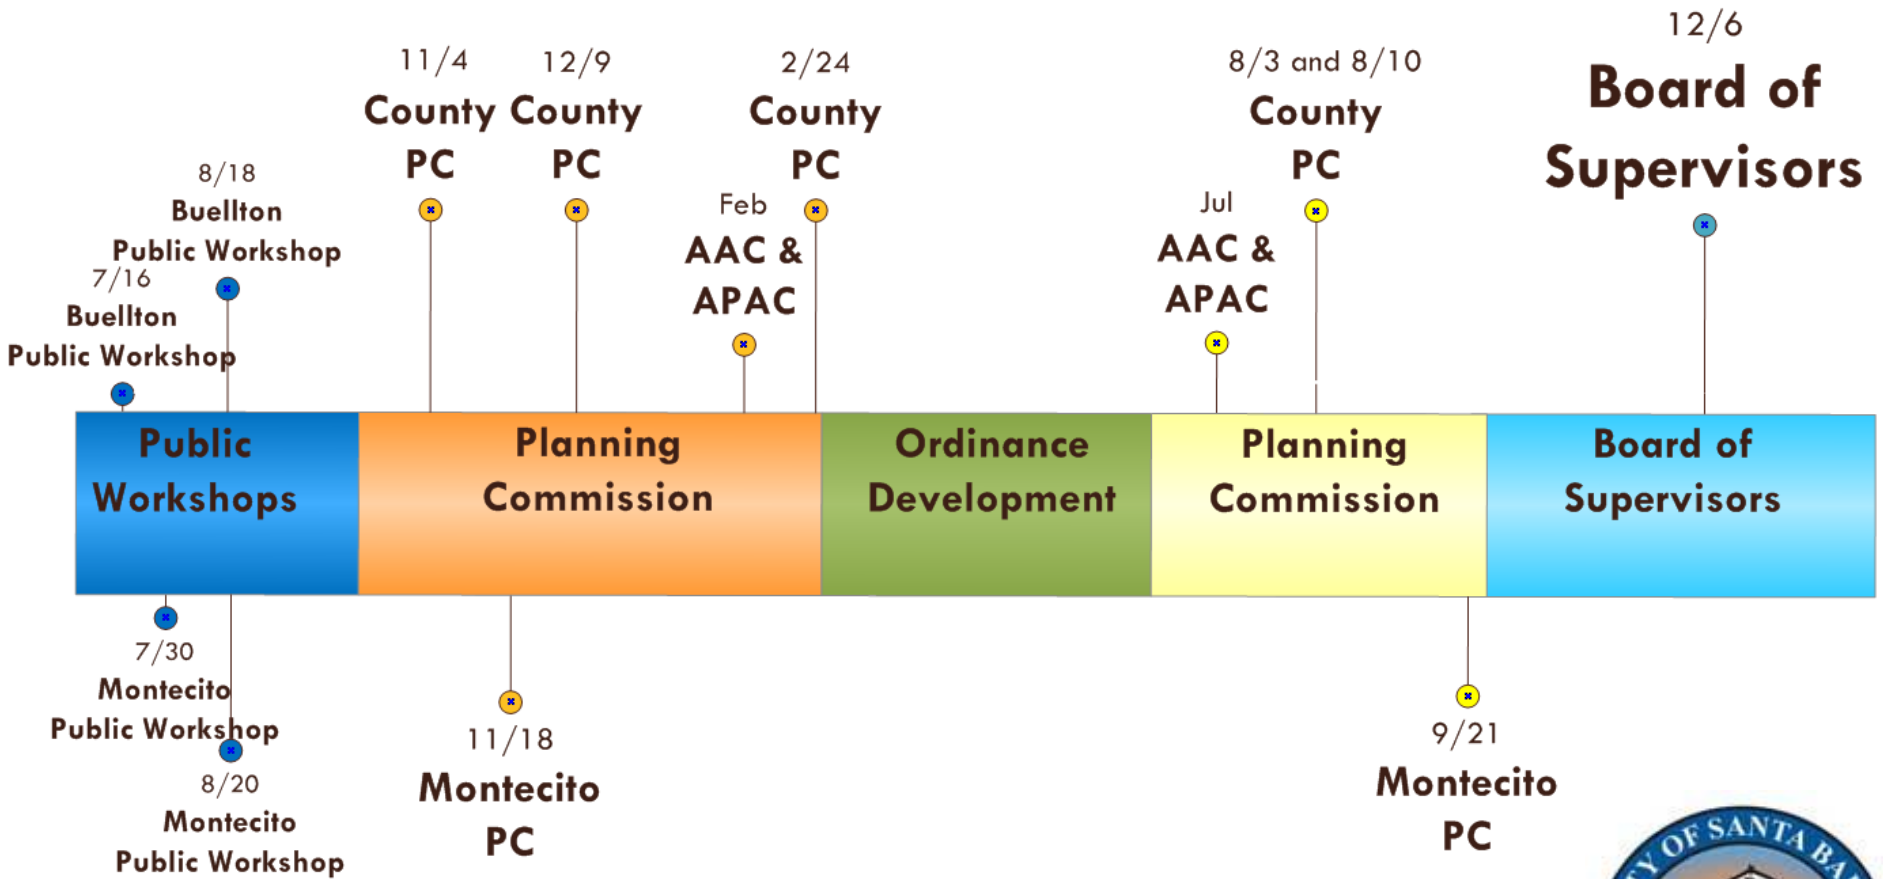 12/6
Board of
Supervisors
11/4
County
PC
12/9
County
PC
2/24
County
PC
8/3 and 8/10
County
PC
8/18
Buellton
Public Workshop
7/16
Buellton
Public Workshop
Feb
AAC &
APAC
Jul
AAC &
APAC
Public
Workshops
Planning
Commission
Ordinance
Development
Planning
Commission
Board of
Supervisors
7/30
Montecito
Public Workshop
8/20
Montecito
Public Workshop
11/18
Montecito
PC
9/21
Montecito
PC
OF SANTA